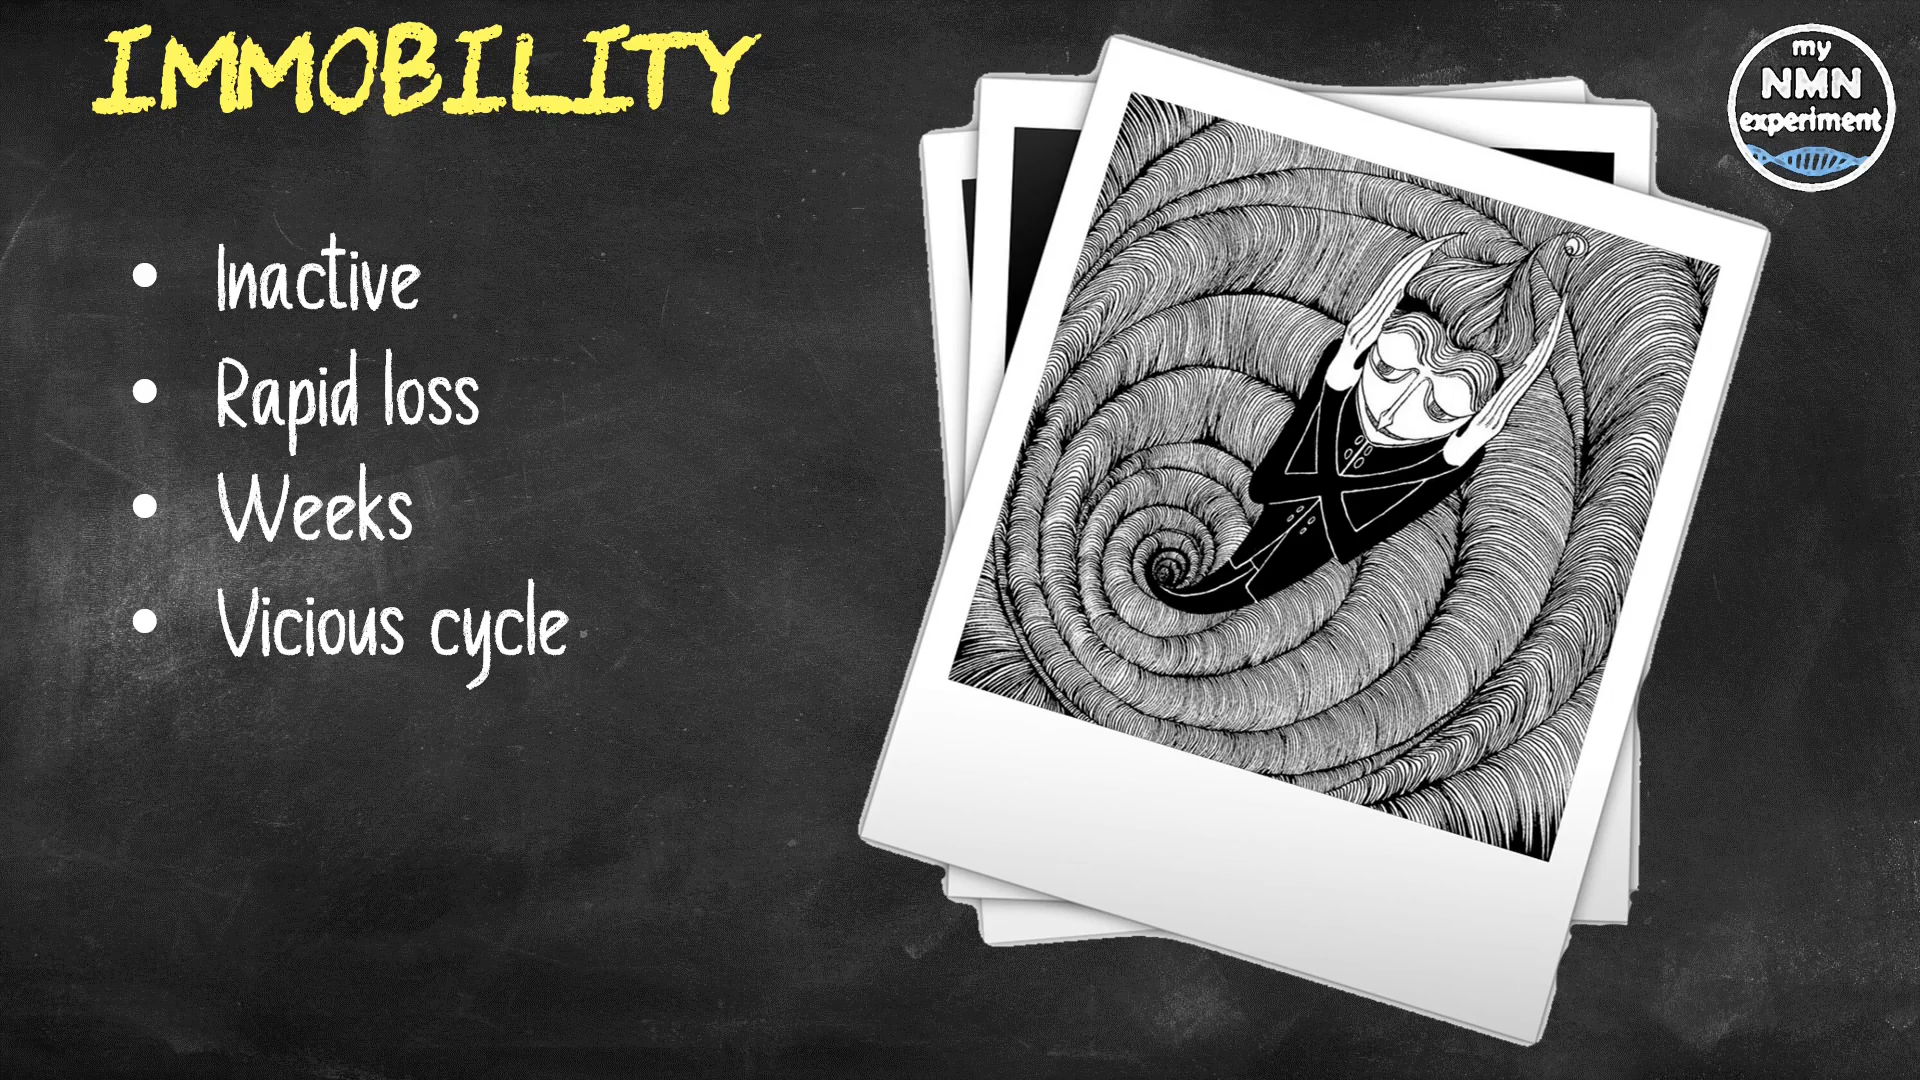 IMMOBILITY
my
NMN
experiment
• Inactive
• Rapid loss
• Weeks
• Vicious cycle